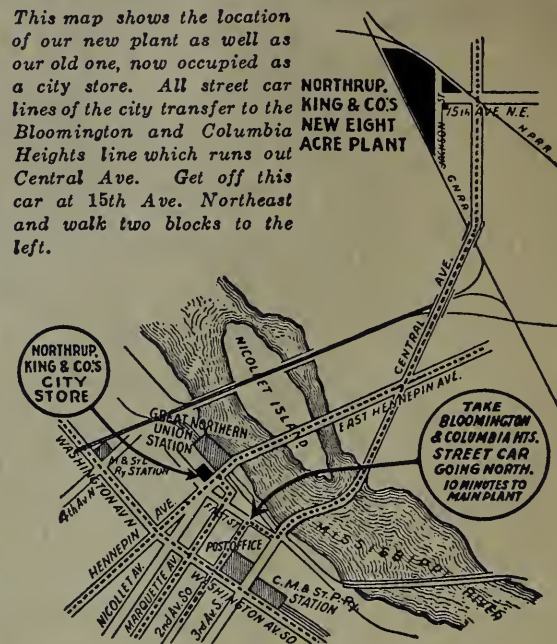 This map shows the location
of our new plant as well as
our old one, now occupied as
a city store. All street car
lines of the city transfer to the
Bloomington and Columbia
Heights line which runs out
Central Ave. Get off this
car at 15th Ave. Northeast
and walk two blocks to the
left.
NORTHRUP,
KING & CO'S
NEW EIGHT
ACRE PLANT
JACKSON ST
15th AVE N.E.
N.P.R.R.
G.N.R.R.
CENTRAL AVE.
NORTHRUP,
KING & CO'S
CITY
STORE
NICOLLET ISLAND
EAST HENNEPIN AVE.
GREAT NORTHERN
UNION
STATION
M & ST L
RY STATION
WASHINGTON AV N
4th Av N
TAKE
BLOOMINGTON
& COLUMBIA HTS.
STREET CAR
GOING NORTH.
10 MINUTES TO
MAIN PLANT
HENNEPIN AVE.
FIRST ST
POST OFFICE
MISSISSIPPI RIVER
NICOLLET AV.
MARQUETTE AV.
2nd AV. SO
3rd AV. S.
WASHINGTON AV. SO
C.M. & ST. P. RY
STATION